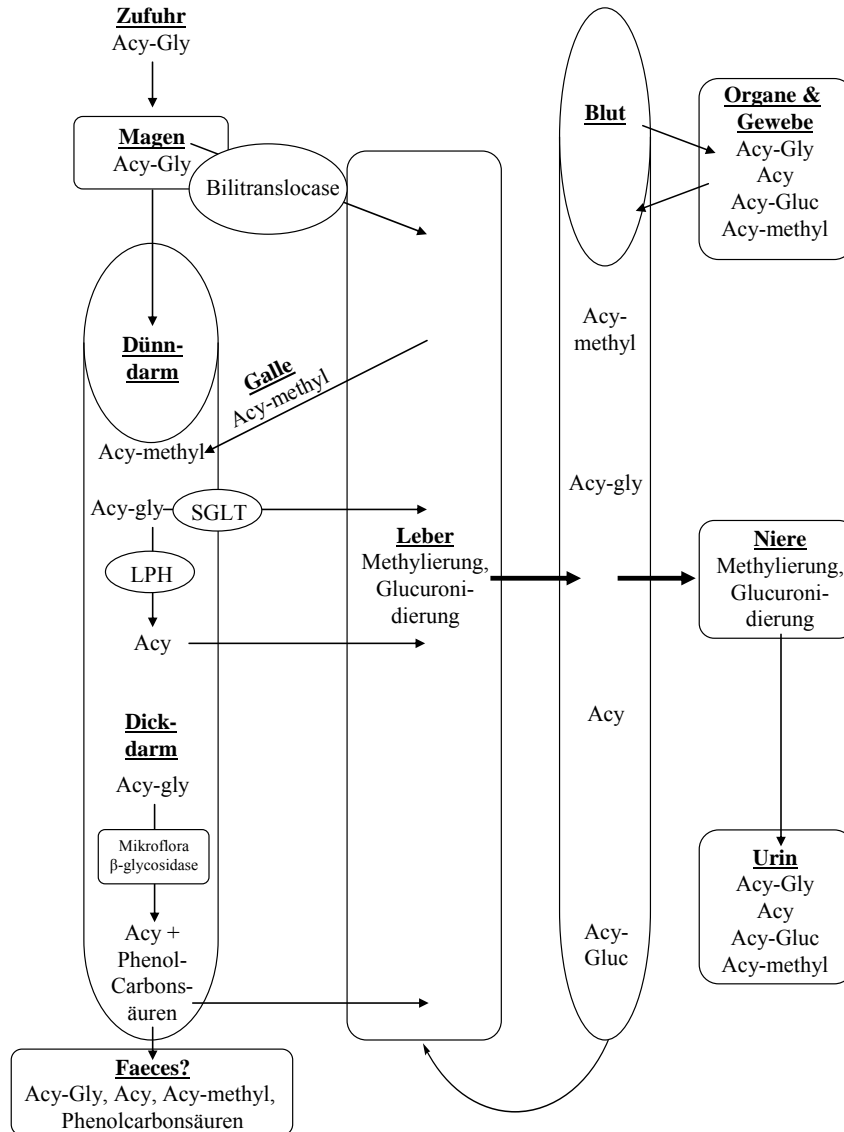 Zufuhr
Acy-Gly
Magen
Acy-Gly
Bilitranslocase
Dünn-
darm
Galle
Acy-methyl
Acy-methyl
Acy-gly
SGLT
LPH
Acy
Dick-
darm
Acy-gly
Mikroflora
β-glycosidase
Acy +
Phenol-
Carbons-
äuren
Faeces?
Acy-Gly, Acy, Acy-methyl,
Phenolcarbonsäuren
Leber
Methylierung,
Glucuroni-
dierung
Blut
Acy-
methyl
Acy-gly
Acy
Acy-
Gluc
Organe &
Gewebe
Acy-Gly
Acy
Acy-Gluc
Acy-methyl
Niere
Methylierung,
Glucuroni-
dierung
Urin
Acy-Gly
Acy
Acy-Gluc
Acy-methyl